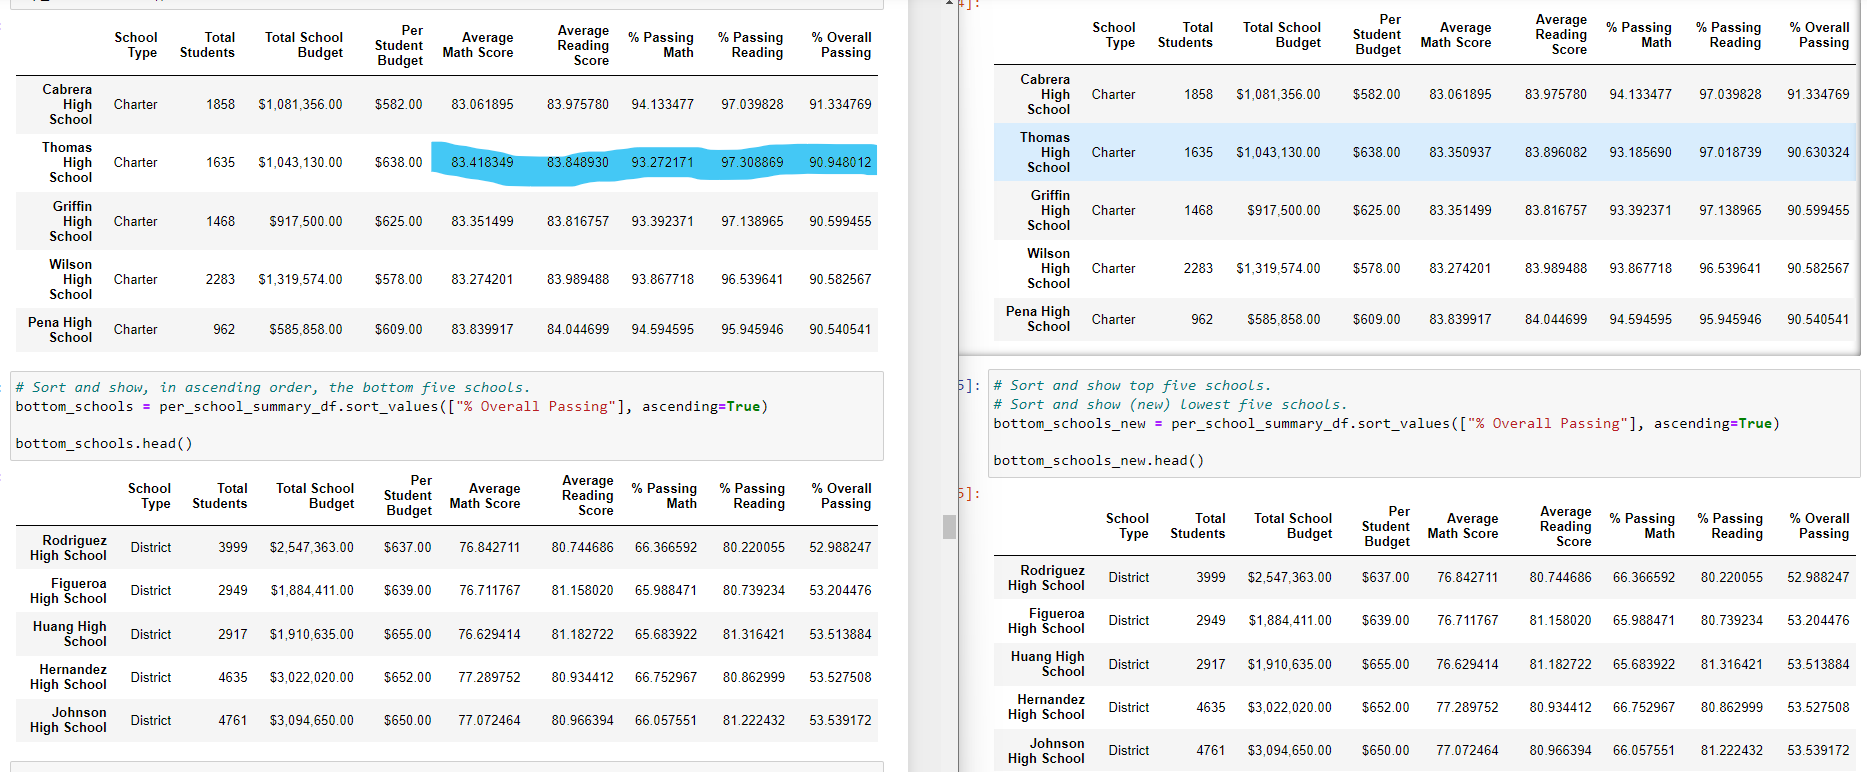 School Type Total Students Total School Budget Per Student Budget Average Math Score Average Reading Score % Passing Math % Passing Reading % Overall Passing
Cabrera High School Charter 1858 $1,081,356.00 $582.00 83.061895 83.975780 94.133477 97.039828 91.334769
Thomas High School Charter 1635 $1,043,130.00 $638.00 83.418349 83.848930 93.272171 97.308869 90.948012
Griffin High School Charter 1468 $917,500.00 $625.00 83.351499 83.816757 93.392371 97.138965 90.599455
Wilson High School Charter 2283 $1,319,574.00 $578.00 83.274201 83.989488 93.867718 96.539641 90.582567
Pena High School Charter 962 $585,858.00 $609.00 83.839917 84.044699 94.594595 95.945946 90.540541
# Sort and show, in ascending order, the bottom five schools.
bottom_schools = per_school_summary_df.sort_values(["% Overall Passing"], ascending=True)
bottom_schools.head()
School Type Total Students Total School Budget Per Student Budget Average Math Score Average Reading Score % Passing Math % Passing Reading % Overall Passing
Rodriguez High School District 3999 $2,547,363.00 $637.00 76.842711 80.744686 66.366592 80.220055 52.988247
Figueroa High School District 2949 $1,884,411.00 $639.00 76.711767 81.158020 65.988471 80.739234 53.204476
Huang High School District 2917 $1,910,635.00 $655.00 76.629414 81.182722 65.683922 81.316421 53.513884
Hernandez High School District 4635 $3,022,020.00 $652.00 77.289752 80.934412 66.752967 80.862999 53.527508
Johnson High School District 4761 $3,094,650.00 $650.00 77.072464 80.966394 66.057551 81.222432 53.539172
4]:
School Type Total Students Total School Budget Per Student Budget Average Math Score Average Reading Score % Passing Math % Passing Reading % Overall Passing
Cabrera High School Charter 1858 $1,081,356.00 $582.00 83.061895 83.975780 94.133477 97.039828 91.334769
Thomas High School Charter 1635 $1,043,130.00 $638.00 83.350937 83.896082 93.185690 97.018739 90.630324
Griffin High School Charter 1468 $917,500.00 $625.00 83.351499 83.816757 93.392371 97.138965 90.599455
Wilson High School Charter 2283 $1,319,574.00 $578.00 83.274201 83.989488 93.867718 96.539641 90.582567
Pena High School Charter 962 $585,858.00 $609.00 83.839917 84.044699 94.594595 95.945946 90.540541
5]:
# Sort and show top five schools.
# Sort and show (new) lowest five schools.
bottom_schools_new = per_school_summary_df.sort_values(["% Overall Passing"], ascending=True)
bottom_schools_new.head()
5]:
School Type Total Students Total School Budget Per Student Budget Average Math Score Average Reading Score % Passing Math % Passing Reading % Overall Passing
Rodriguez High School District 3999 $2,547,363.00 $637.00 76.842711 80.744686 66.366592 80.220055 52.988247
Figueroa High School District 2949 $1,884,411.00 $639.00 76.711767 81.158020 65.988471 80.739234 53.204476
Huang High School District 2917 $1,910,635.00 $655.00 76.629414 81.182722 65.683922 81.316421 53.513884
Hernandez High School District 4635 $3,022,020.00 $652.00 77.289752 80.934412 66.752967 80.862999 53.527508
Johnson High School District 4761 $3,094,650.00 $650.00 77.072464 80.966394 66.057551 81.222432 53.539172